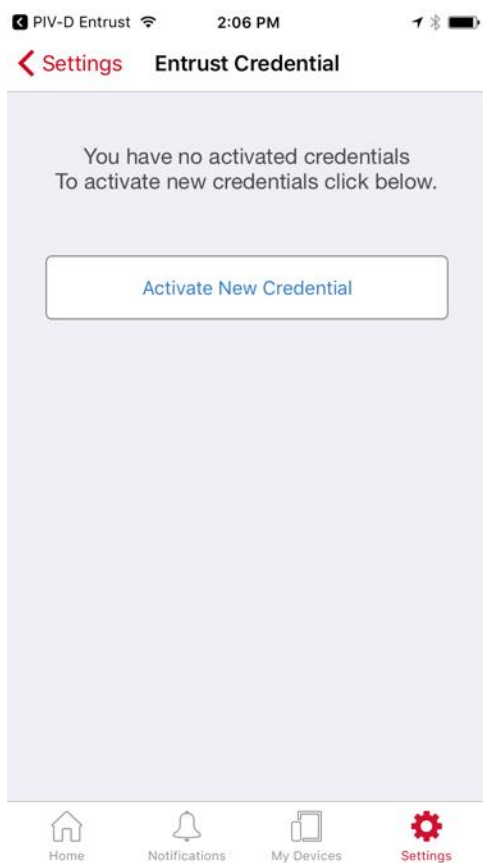 PIV-D Entrust 2:06 PM
Settings Entrust Credential
You have no activated credentials
To activate new credentials click below.
Activate New Credential
Home Notifications My Devices Settings